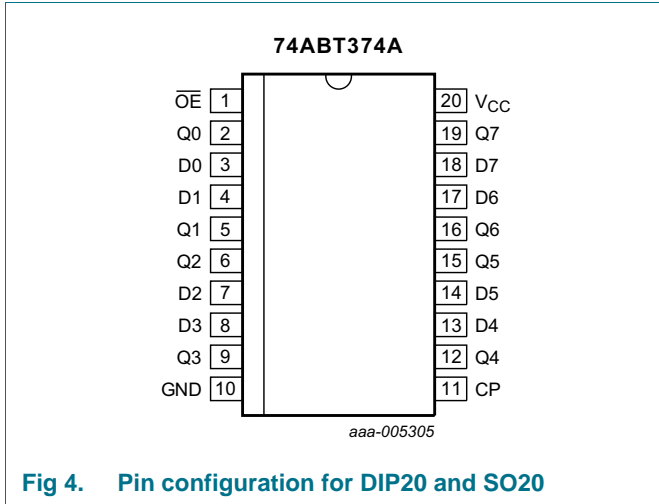 74ABT374A
OE 1 20 VCC
Q0 2 19 Q7
D0 3 18 D7
D1 4 17 D6
Q1 5 16 Q6
Q2 6 15 Q5
D2 7 14 D5
D3 8 13 D4
Q3 9 12 Q4
GND 10 11 CP
aaa-005305
Fig 4. Pin configuration for DIP20 and SO20